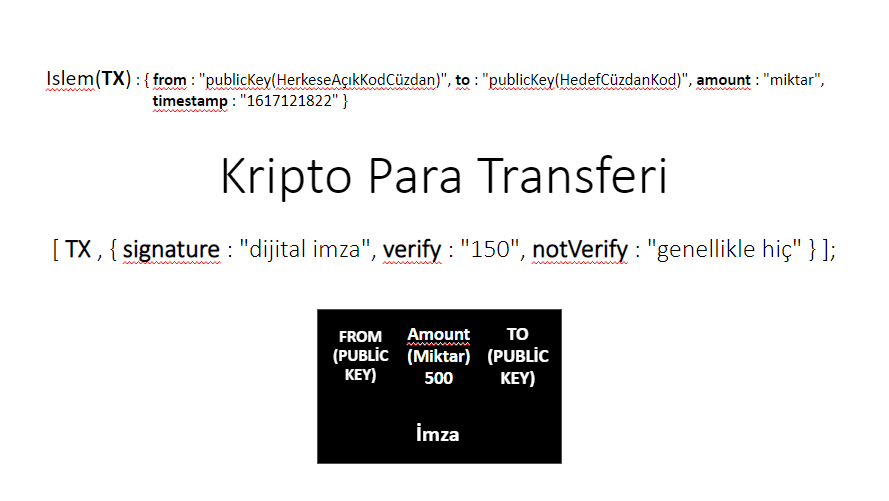 Islem(TX) : { from : "publicKey(HerkeseAçıkKodCüzdan)", to : "publicKey(HedefCüzdanKod)", amount : "miktar",
timestamp : "1617121822" }
Kripto Para Transferi
[ TX , { signature : "dijital imza", verify : "150", notVerify : "genellikle hiç" } ];
FROM
(PUBLİC
KEY)
Amount
(Miktar)
500
TO
(PUBLİC
KEY)
İmza